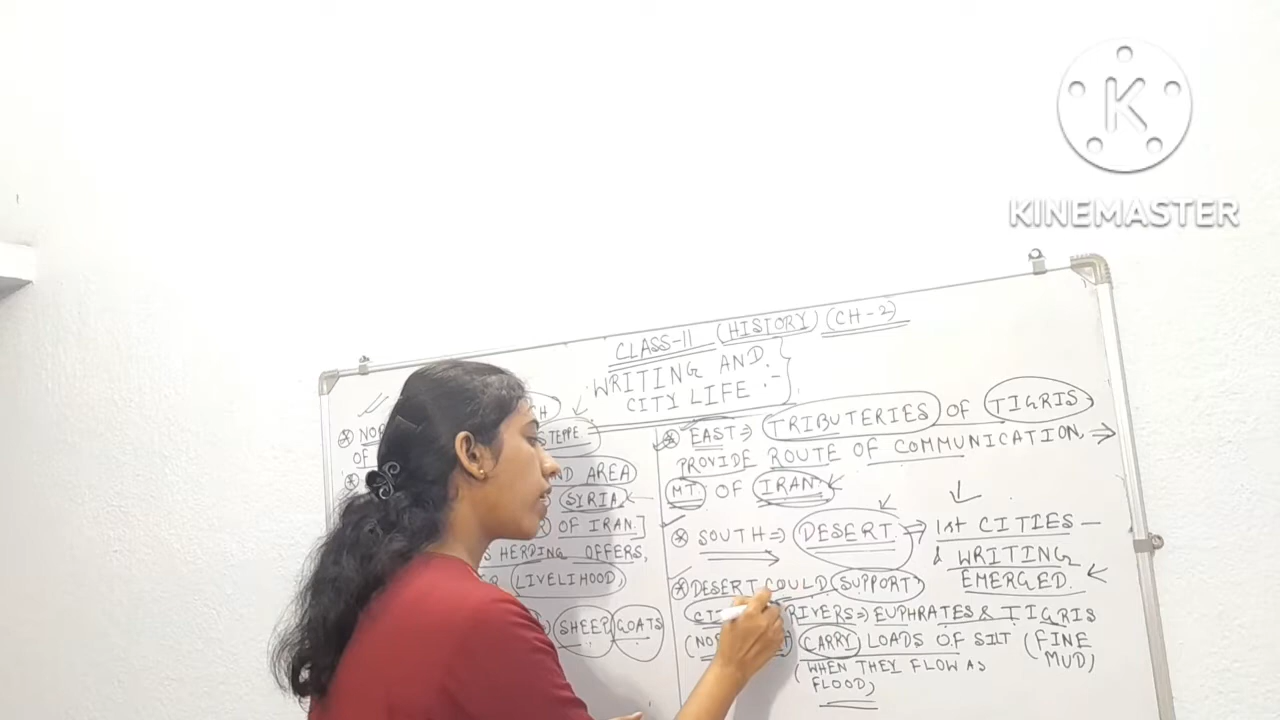 K
KINEMASTER
CLASS-11 (HISTORY) (CH-2)
WRITING AND
CITY LIFE :-
CH
STEPPE
OF
AREA
SYRIA
OF IRAN.]
HERDING OFFERS,
(LIVELIHOOD)
SHEEP GOATS
EAST ⇒ TRIBUTERIES OF TIGRIS
PROVIDE ROUTE OF COMMUNICATION, ⇒
MT. OF IRAN.
SOUTH ⇒ DESERT → 1st CITIES —
& WRITING
EMERGED.
DESERT COULD SUPPORT
RIVERS ⇒ EUPHRATES & TIGRIS
CARRY LOADS OF SILT (FINE
MUD)
(WHEN THEY FLOW AS
FLOOD)